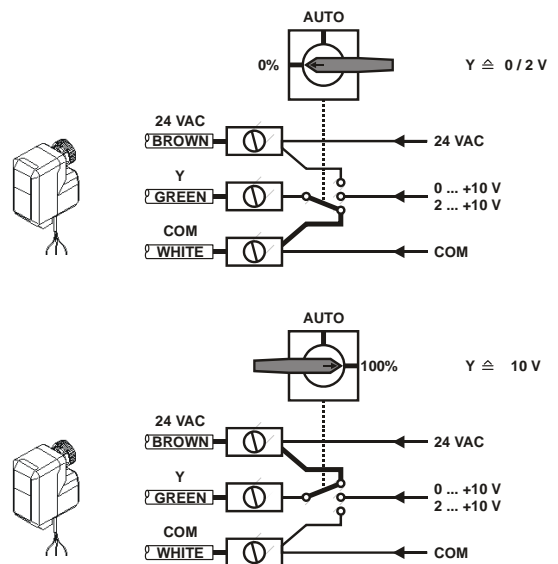 AUTO
0%
Y ≙ 0 / 2 V
24 VAC
BROWN
24 VAC
Y
GREEN
0 ... +10 V
2 ... +10 V
COM
WHITE
COM
AUTO
100%
Y ≙ 10 V
24 VAC
BROWN
24 VAC
Y
GREEN
0 ... +10 V
2 ... +10 V
COM
WHITE
COM